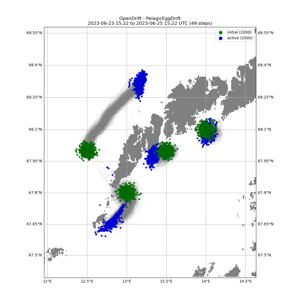 OpenDrift - PelagicEggDrift
2023-06-23 15:22 to 2023-06-25 15:22 UTC (49 steps)
initial (2000)
active (2000)
68.55°N
68.4°N
68.25°N
68.1°N
67.95°N
67.8°N
67.65°N
67.5°N
12°E
12.5°E
13°E
13.5°E
14°E
14.5°E